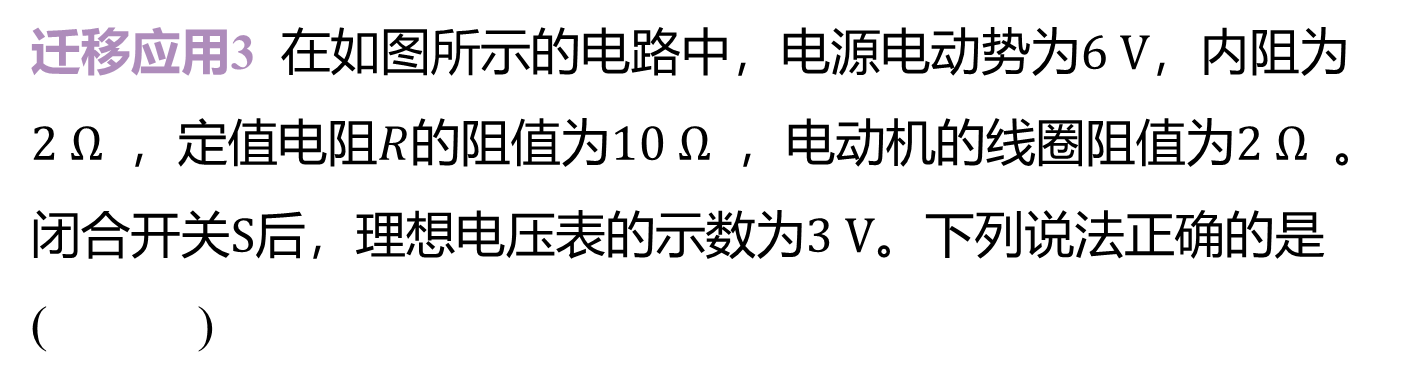 迁移应用3 在如图所示的电路中，电源电动势为6 V，内阻为
2 Ω ，定值电阻R的阻值为10 Ω ，电动机的线圈阻值为2 Ω 。
闭合开关S后，理想电压表的示数为3 V。下列说法正确的是
( )